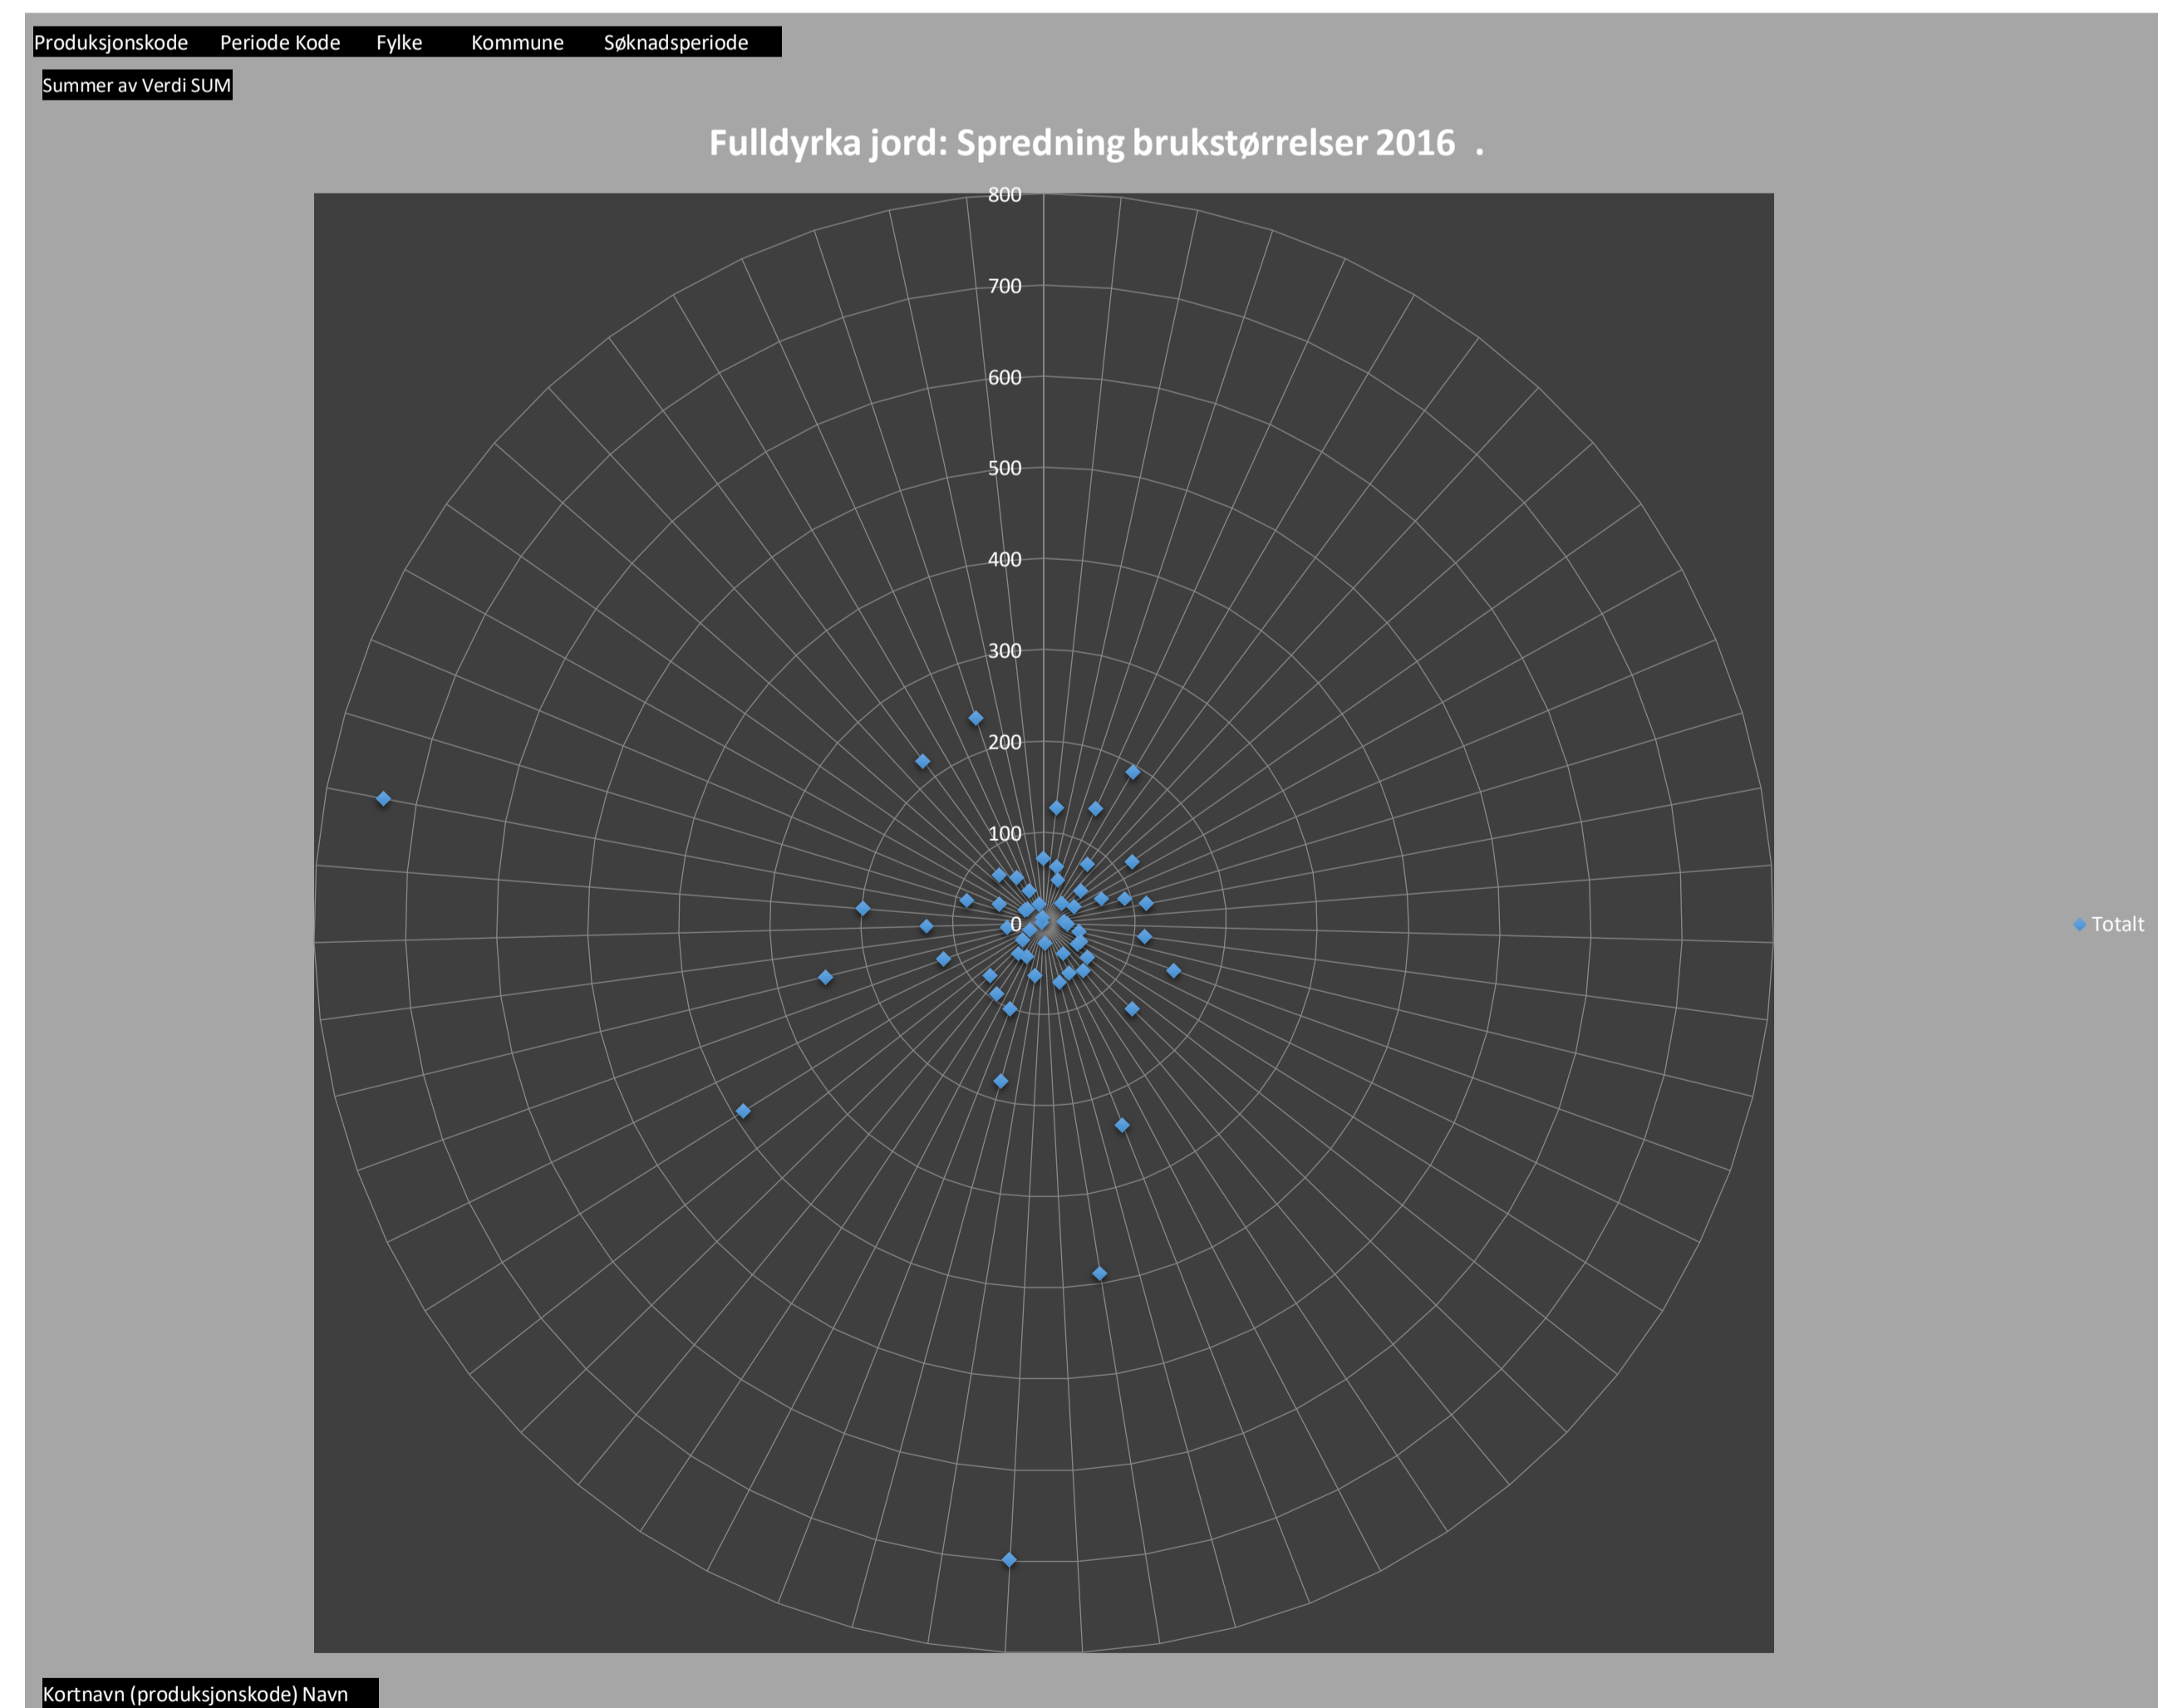 Produksjonskode Periode Kode Fylke Kommune Søknadsperiode
Summer av Verdi SUM
Fulldyrka jord: Spredning brukstørrelser 2016 .
800
700
600
500
400
300
200
100
0
Totalt
Kortnavn (produksjonskode) Navn